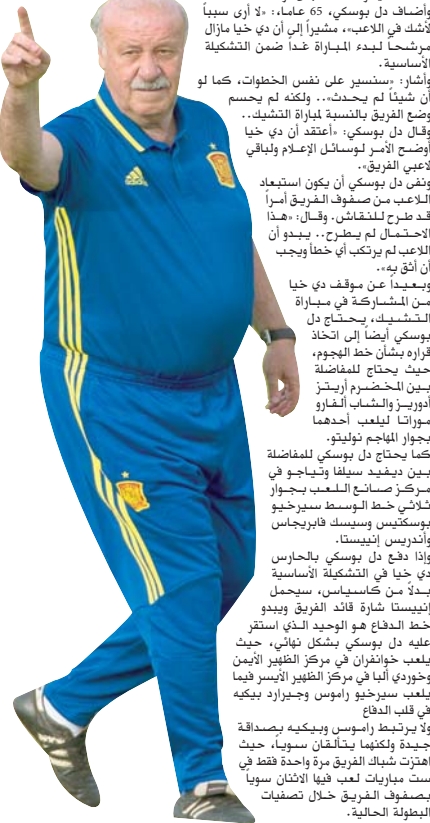 وأضاف دل بوسكي، 65 عاما،: «لا أرى سبباً
لأشك في اللاعب»، مشيراً إلى أن دي خيا مازال
مرشحاً لبدء المباراة غداً ضمن التشكيلة
الأساسية.
وأشار: «سنسير على نفس الخطوات، كما لو
أن شيئاً لم يحدث».. ولكنه لم يحسم
وضع الفريق بالنسبة لمباراة التشيك..
وقال دل بوسكي: «أعتقد أن دي خيا
أوضح الأمر لوسائل الإعلام ولباقي
لاعبي الفريق».
ونفى دل بوسكي أن يكون استبعاد
اللاعب من صفوف الفريق أمراً
قد طرح للنقاش. وقال: «هذا
الاحتمال لم يطرح.. يبدو أن
اللاعب لم يرتكب أي خطأ ويجب
أن أثق به».
وبعيداً عن موقف دي خيا
من المشاركة في مباراة
التشيك، يحتاج دل
بوسكي أيضاً إلى اتخاذ
قراره بشأن خط الهجوم،
حيث يحتاج للمفاضلة
بين المخضرم أريتز
أدوريز والشاب ألفارو
موراتا ليلعب أحدهما
بجوار المهاجم نوليتو.
كما يحتاج دل بوسكي للمفاضلة
بين ديفيد سيلفا وتياجو في
مركز صانع اللعب بجوار
ثلاثي خط الوسط سيرخيو
بوسكتيس وسيسك فابريجاس
وأندريس إنييستا.
وإذا دفع دل بوسكي بالحارس
دي خيا في التشكيلة الأساسية
بدلاً من كاسياس، سيحمل
إنييستا شارة قائد الفريق ويبدو
خط الدفاع هو الوحيد الذي استقر
عليه دل بوسكي بشكل نهائي، حيث
يلعب خوانفران في مركز الظهير الأيمن
وخوردي ألبا في مركز الظهير الأيسر فيما
يلعب سيرخيو راموس وجيرارد بيكيه
في قلب الدفاع
ولا يرتبط راموس وبيكيه بصداقة
جيدة ولكنهما يتألقان سوياً، حيث
اهتزت شباك الفريق مرة واحدة فقط في
ست مباريات لعب فيها الاثنان سوياً
بصفوف الفريق خلال تصفيات
البطولة الحالية.
adidas